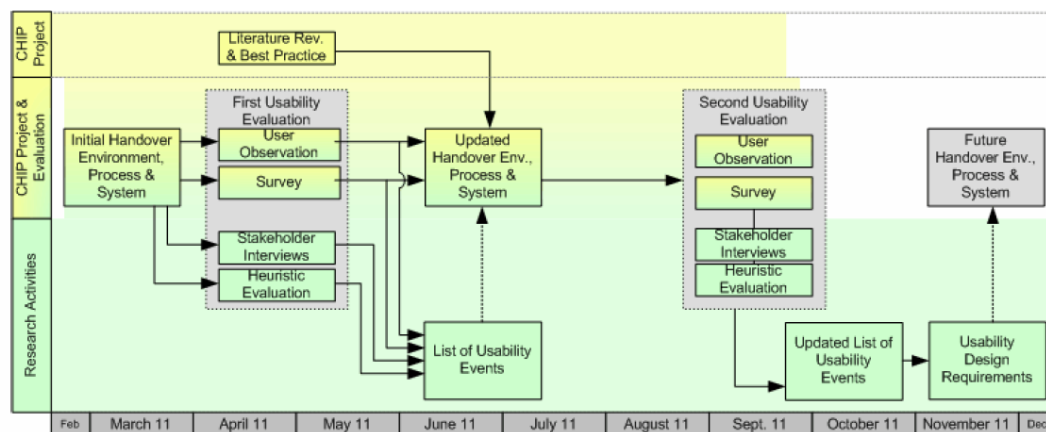 CHIP
Project
Literature Rev.
& Best Practice
CHIP Project &
Evaluation
First Usability
Evaluation
Second Usability
Evaluation
Initial Handover
Environment,
Process &
System
User
Observation
Survey
Updated
Handover Env.,
Process &
System
User
Observation
Survey
Future
Handover Env.,
Process &
System
Research Activities
Stakeholder
Interviews
Heuristic
Evaluation
Stakeholder
Interviews
Heuristic
Evaluation
List of Usability
Events
Updated List of
Usability
Events
Usability
Design
Requirements
Feb
March 11
April 11
May 11
June 11
July 11
August 11
Sept. 11
October 11
November 11
Dec